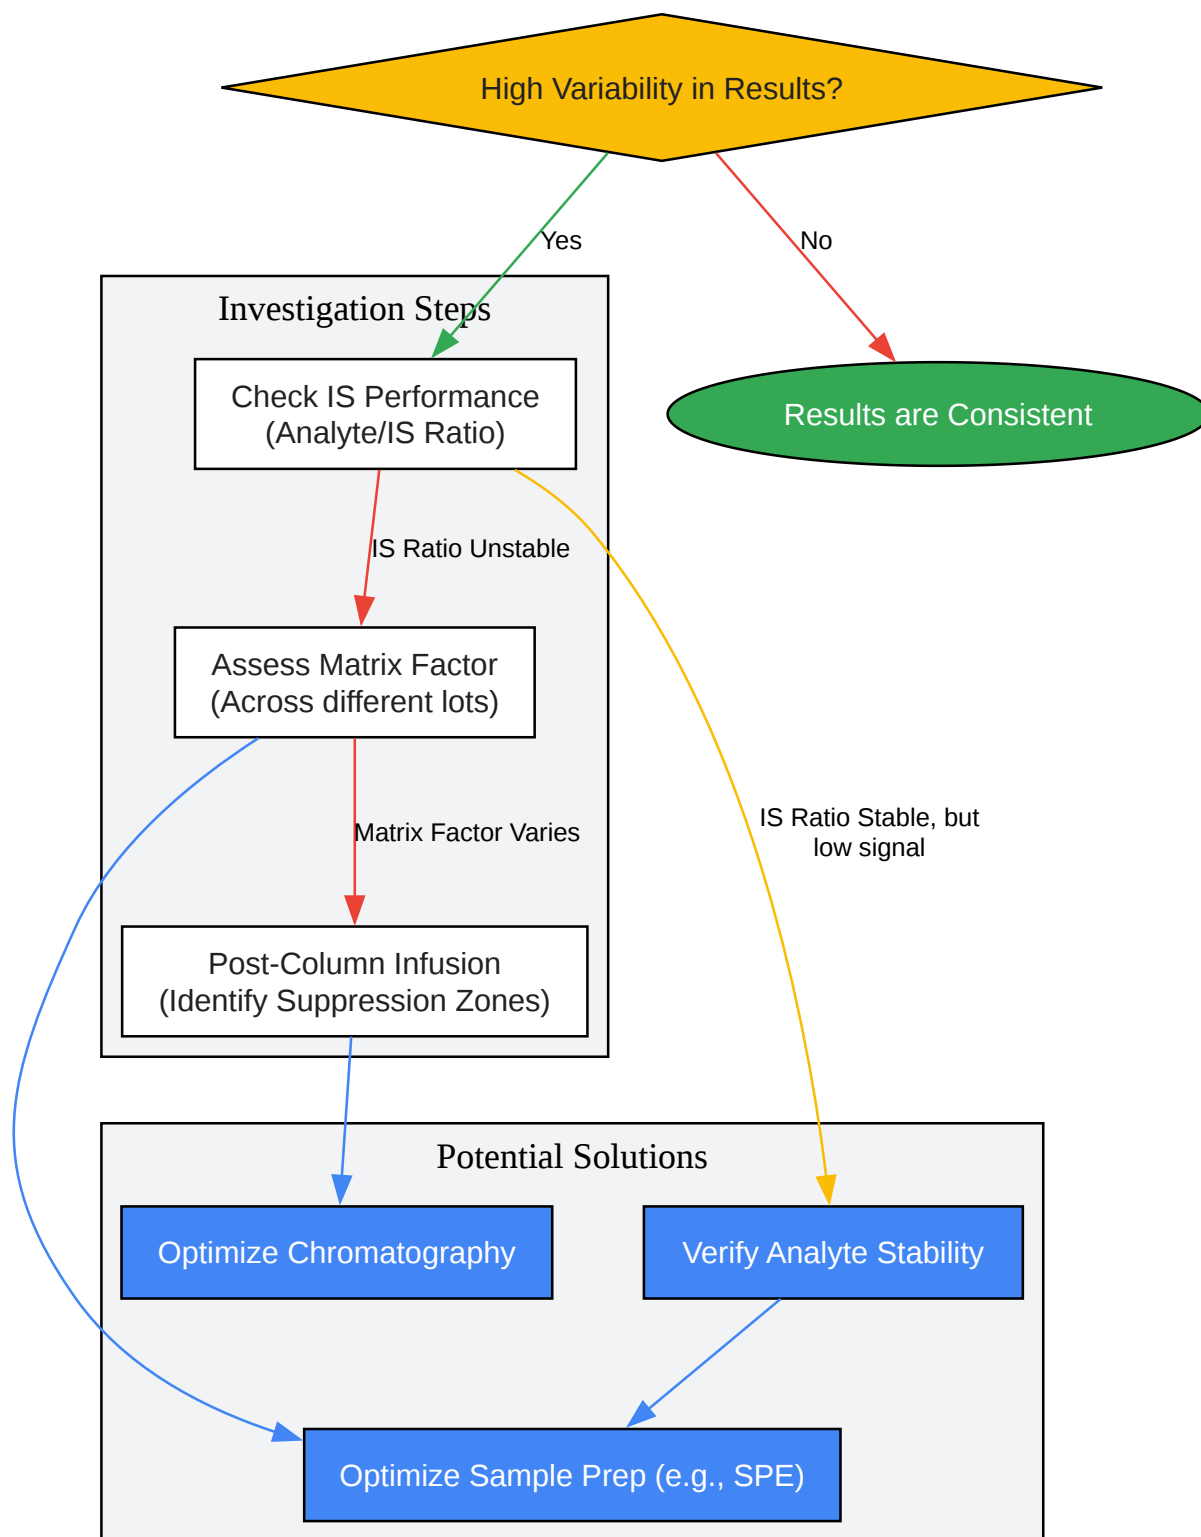 High Variability in Results?
Yes
No
Investigation Steps
Check IS Performance
(Analyte/IS Ratio)
Results are Consistent
IS Ratio Unstable
Assess Matrix Factor
(Across different lots)
Matrix Factor Varies
IS Ratio Stable, but
low signal
Post-Column Infusion
(Identify Suppression Zones)
Potential Solutions
Optimize Chromatography
Verify Analyte Stability
Optimize Sample Prep (e.g., SPE)